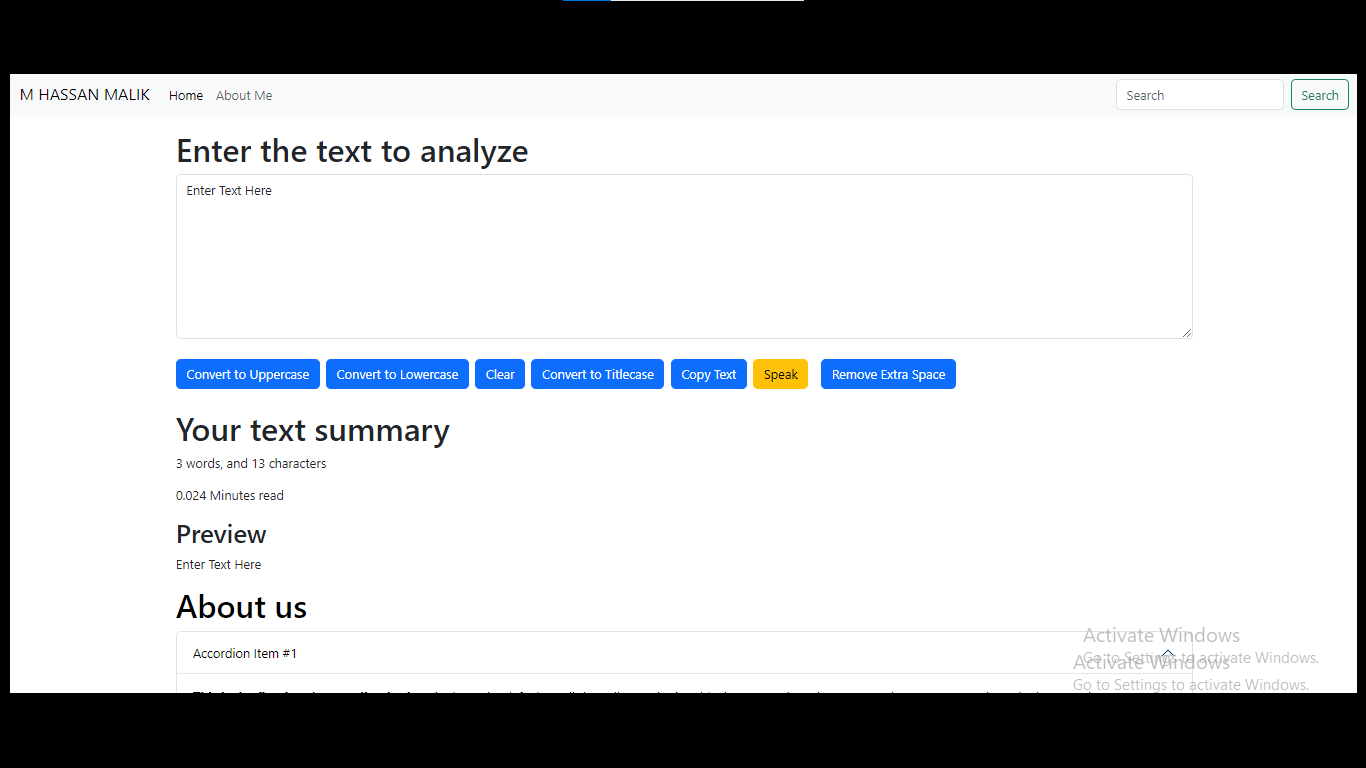 M HASSAN MALIK Home About Me Search Search
Enter the text to analyze
Enter Text Here
Convert to Uppercase Convert to Lowercase Clear Convert to Titlecase Copy Text Speak Remove Extra Space
Your text summary
3 words, and 13 characters
0.024 Minutes read
Preview
Enter Text Here
About us
Accordion Item #1
Activate Windows
Go to Settings to activate Windows.
Activate Windows
Go to Settings to activate Windows.